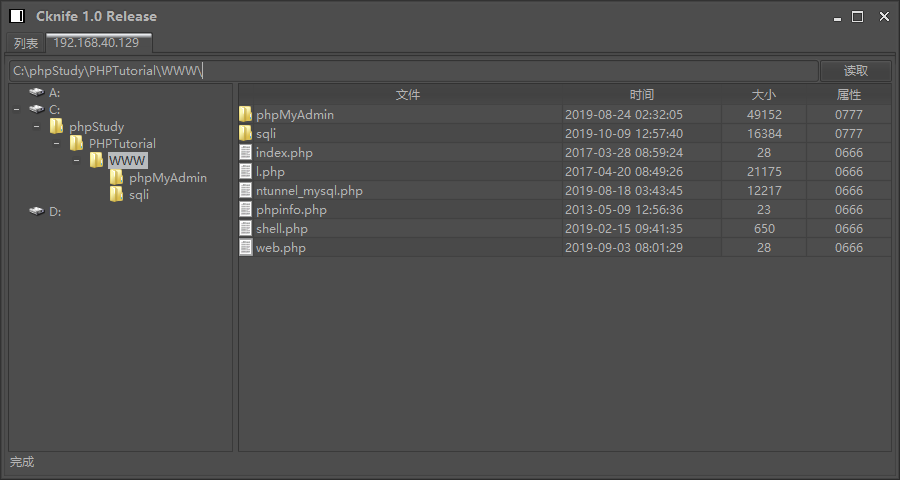 Cknife 1.0 Release
列表 192.168.40.129
C:\phpStudy\PHPTutorial\WWW\ 读取
A:
C:
phpStudy
PHPTutorial
WWW
phpMyAdmin
sqli
D:
文件 时间 大小 属性
phpMyAdmin 2019-08-24 02:32:05 49152 0777
sqli 2019-10-09 12:57:40 16384 0777
index.php 2017-03-28 08:59:24 28 0666
l.php 2017-04-20 08:49:26 21175 0666
ntunnel_mysql.php 2019-08-18 03:43:45 12217 0666
phpinfo.php 2013-05-09 12:56:36 23 0666
shell.php 2019-02-15 09:41:35 650 0666
web.php 2019-09-03 08:01:29 28 0666
完成